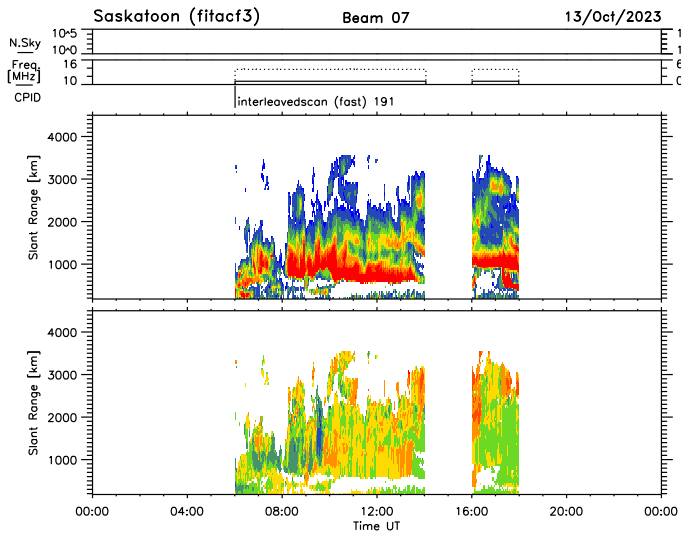 Saskatoon (fitacf3) Beam 07 13/Oct/2023
N.Sky 10^5 10^0 1
Freq. [MHz] 16 10 6 0
CPID interleavedscan (fast) 191
Slant Range [km] 4000 3000 2000 1000
Slant Range [km] 4000 3000 2000 1000
00:00 04:00 08:00 12:00 16:00 20:00 00:00
Time UT